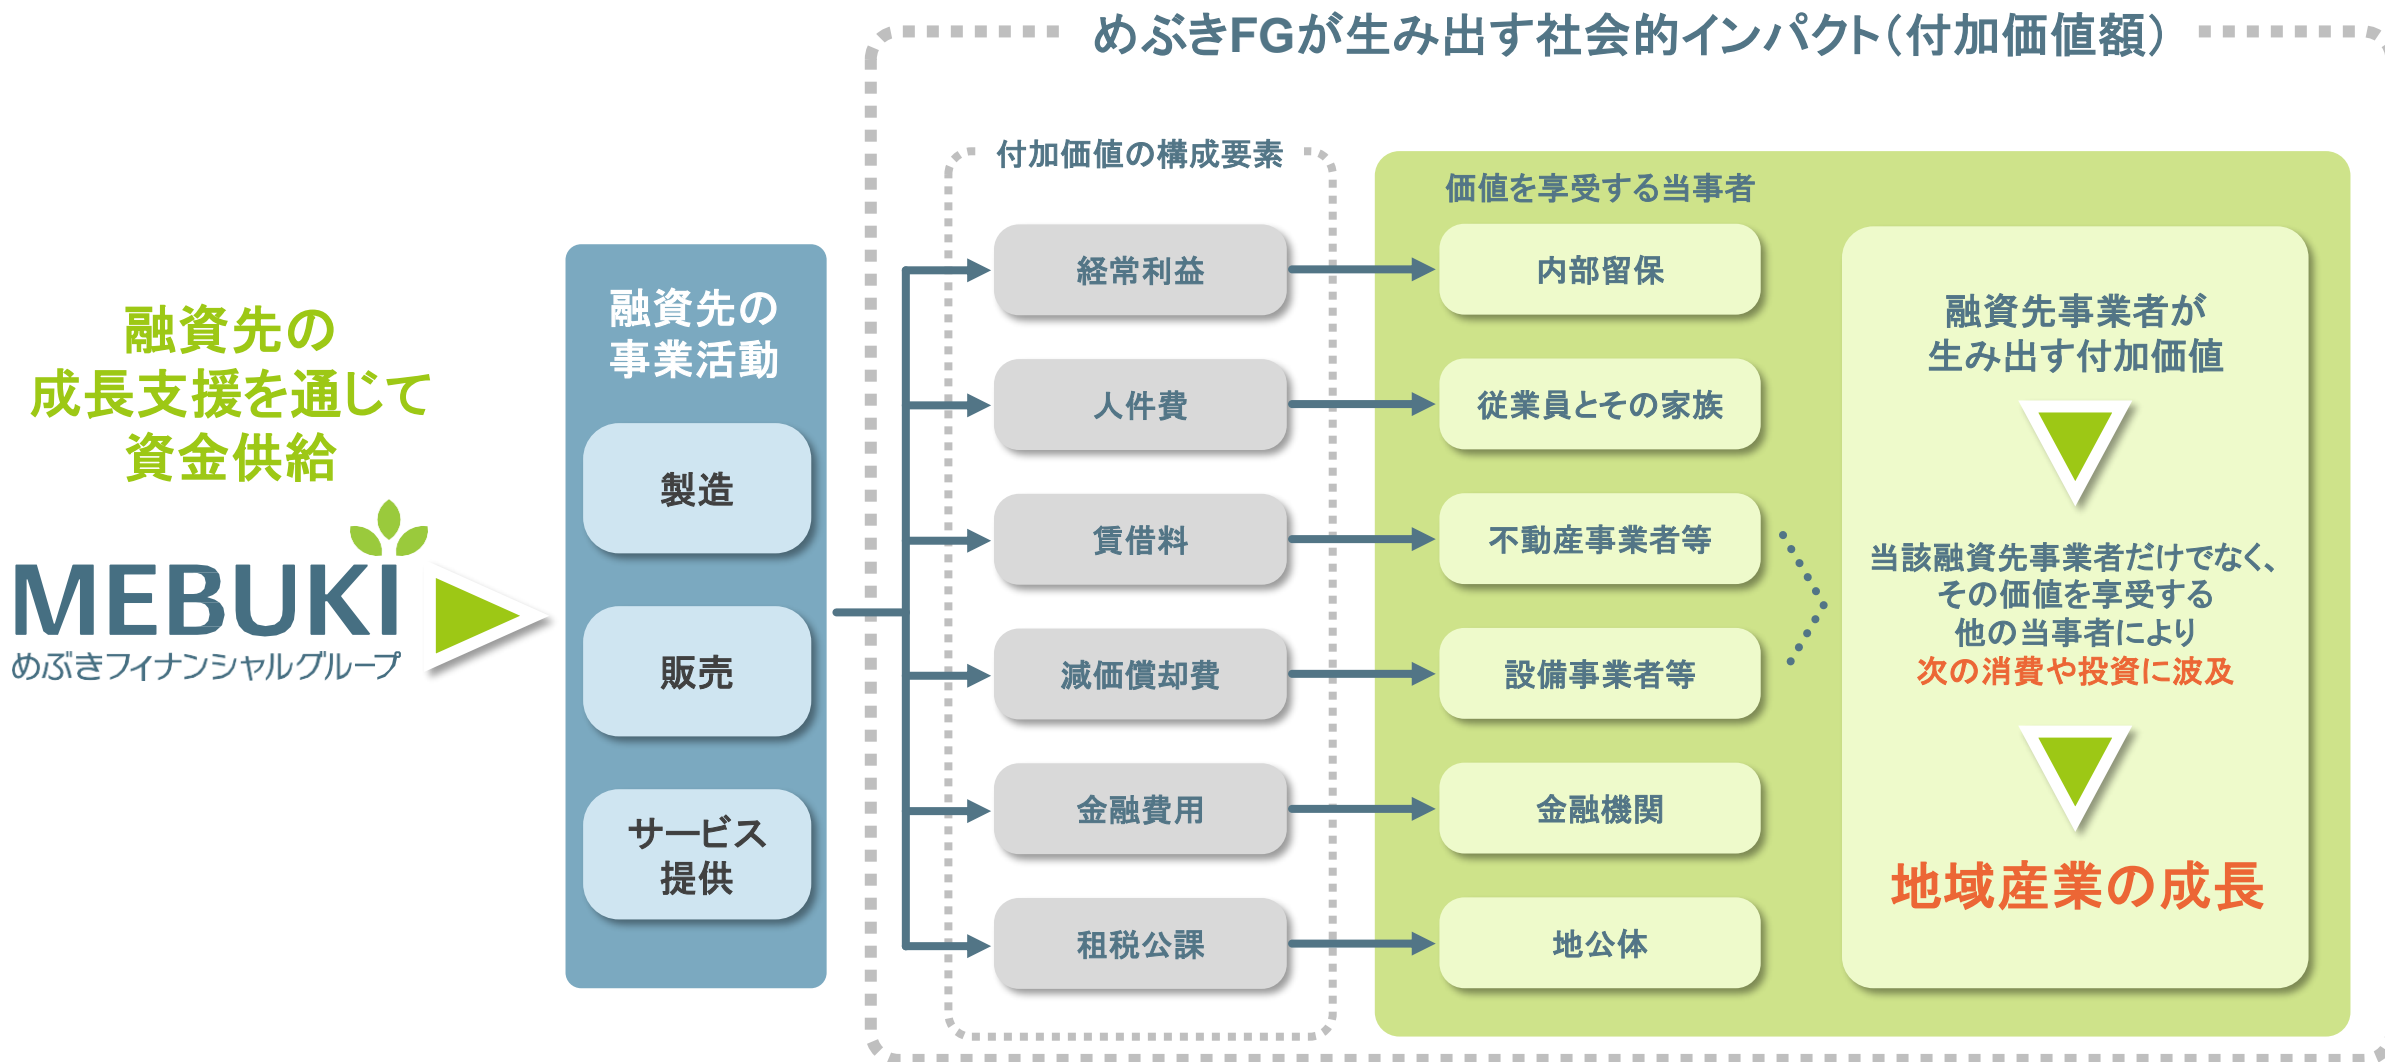 めぶきFGが生み出す社会的インパクト(付加価値額)
融資先の
成長支援を通じて
資金供給
MEBUKI
めぶきフイナンシャルグループ
融資先の
事業活動
製造
販売
サービス
提供
付加価値の構成要素
経常利益
人件費
賃借料
減価償却費
金融費用
租税公課
価値を享受する当事者
内部留保
従業員とその家族
不動産事業者等
設備事業者等
金融機関
地公体
融資先事業者が
生み出す付加価値
当該融資先事業者だけでなく、
その価値を享受する
他の当事者により
次の消費や投資に波及
地域産業の成長